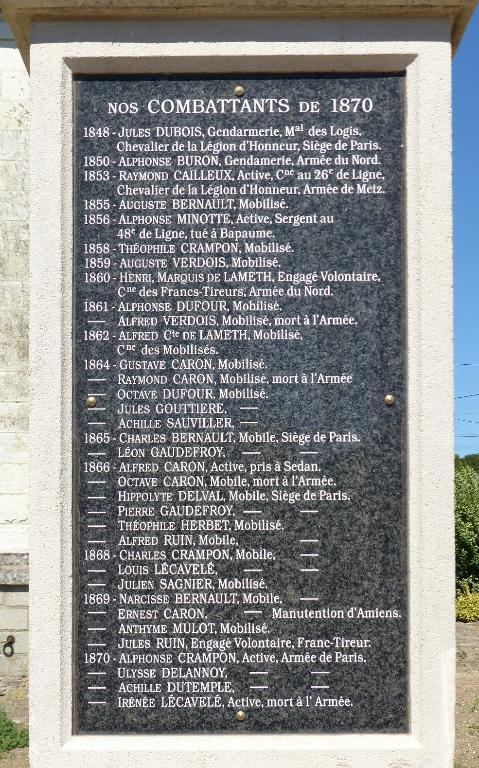 NOS COMBATTANTS DE 1870
1848 - JULES DUBOIS, Gendarmerie, Mal des Logis.
Chevalier de la Légion d'Honneur, Siège de Paris.
1850 - ALPHONSE BURON, Gendamerie, Armée du Nord.
1853 - RAYMOND CAILLEUX, Active, Cne au 26e de Ligne,
Chevalier de la Légion d'Honneur, Armée de Metz.
1855 - AUGUSTE BERNAULT, Mobilisé.
1856 - ALPHONSE MINOTTE, Active, Sergent au
48e de Ligne, tué à Bapaume.
1858 - THÉOPHILE CRAMPON, Mobilisé.
1859 - AUGUSTE VERDOIS, Mobilisé.
1860 - HENRI, MARQUIS DE LAMETH, Engagé Volontaire,
Cne des Francs-Tireurs, Armée du Nord.
1861 - ALPHONSE DUFOUR, Mobilisé.
— ALFRED VERDOIS, Mobilisé, mort à l'Armée.
1862 - ALFRED Cte DE LAMETH, Mobilisé,
Cne des Mobilisés.
1864 - GUSTAVE CARON, Mobilisé.
— RAYMOND CARON, Mobilisé, mort à l'Armée
— OCTAVE DUFOUR, Mobilisé.
— JULES GOUTTIERE, —
— ACHILLE SAUVILLER, —
1865 - CHARLES BERNAULT, Mobile, Siège de Paris.
— LÉON GAUDEFROY, — —
1866 - ALFRED CARON, Active, pris à Sedan.
— OCTAVE CARON, Mobile, mort à l'Armée.
— HIPPOLYTE DELVAL, Mobile, Siège de Paris.
— PIERRE GAUDEFROY, — —
— THÉOPHILE HERBET, Mobilisé.
— ALFRED RUIN, Mobile, —
1868 - CHARLES CRAMPON, Mobile, —
— LOUIS LÉCAVELÉ, — —
— JULIEN SAGNIER, Mobilisé.
1869 - NARCISSE BERNAULT, Mobile, —
— ERNEST CARON, — Manutention d'Amiens.
— ANTHYME MULOT, Mobilisé.
— JULES RUIN, Engagé Volontaire, Franc-Tireur.
1870 - ALPHONSE CRAMPON, Active, Armée de Paris,
— ULYSSE DELANNOY, — —
— ACHILLE DUTEMPLE, — —
— IRÉNÉE LÉCAVELÉ, Active, mort à l'Armée.